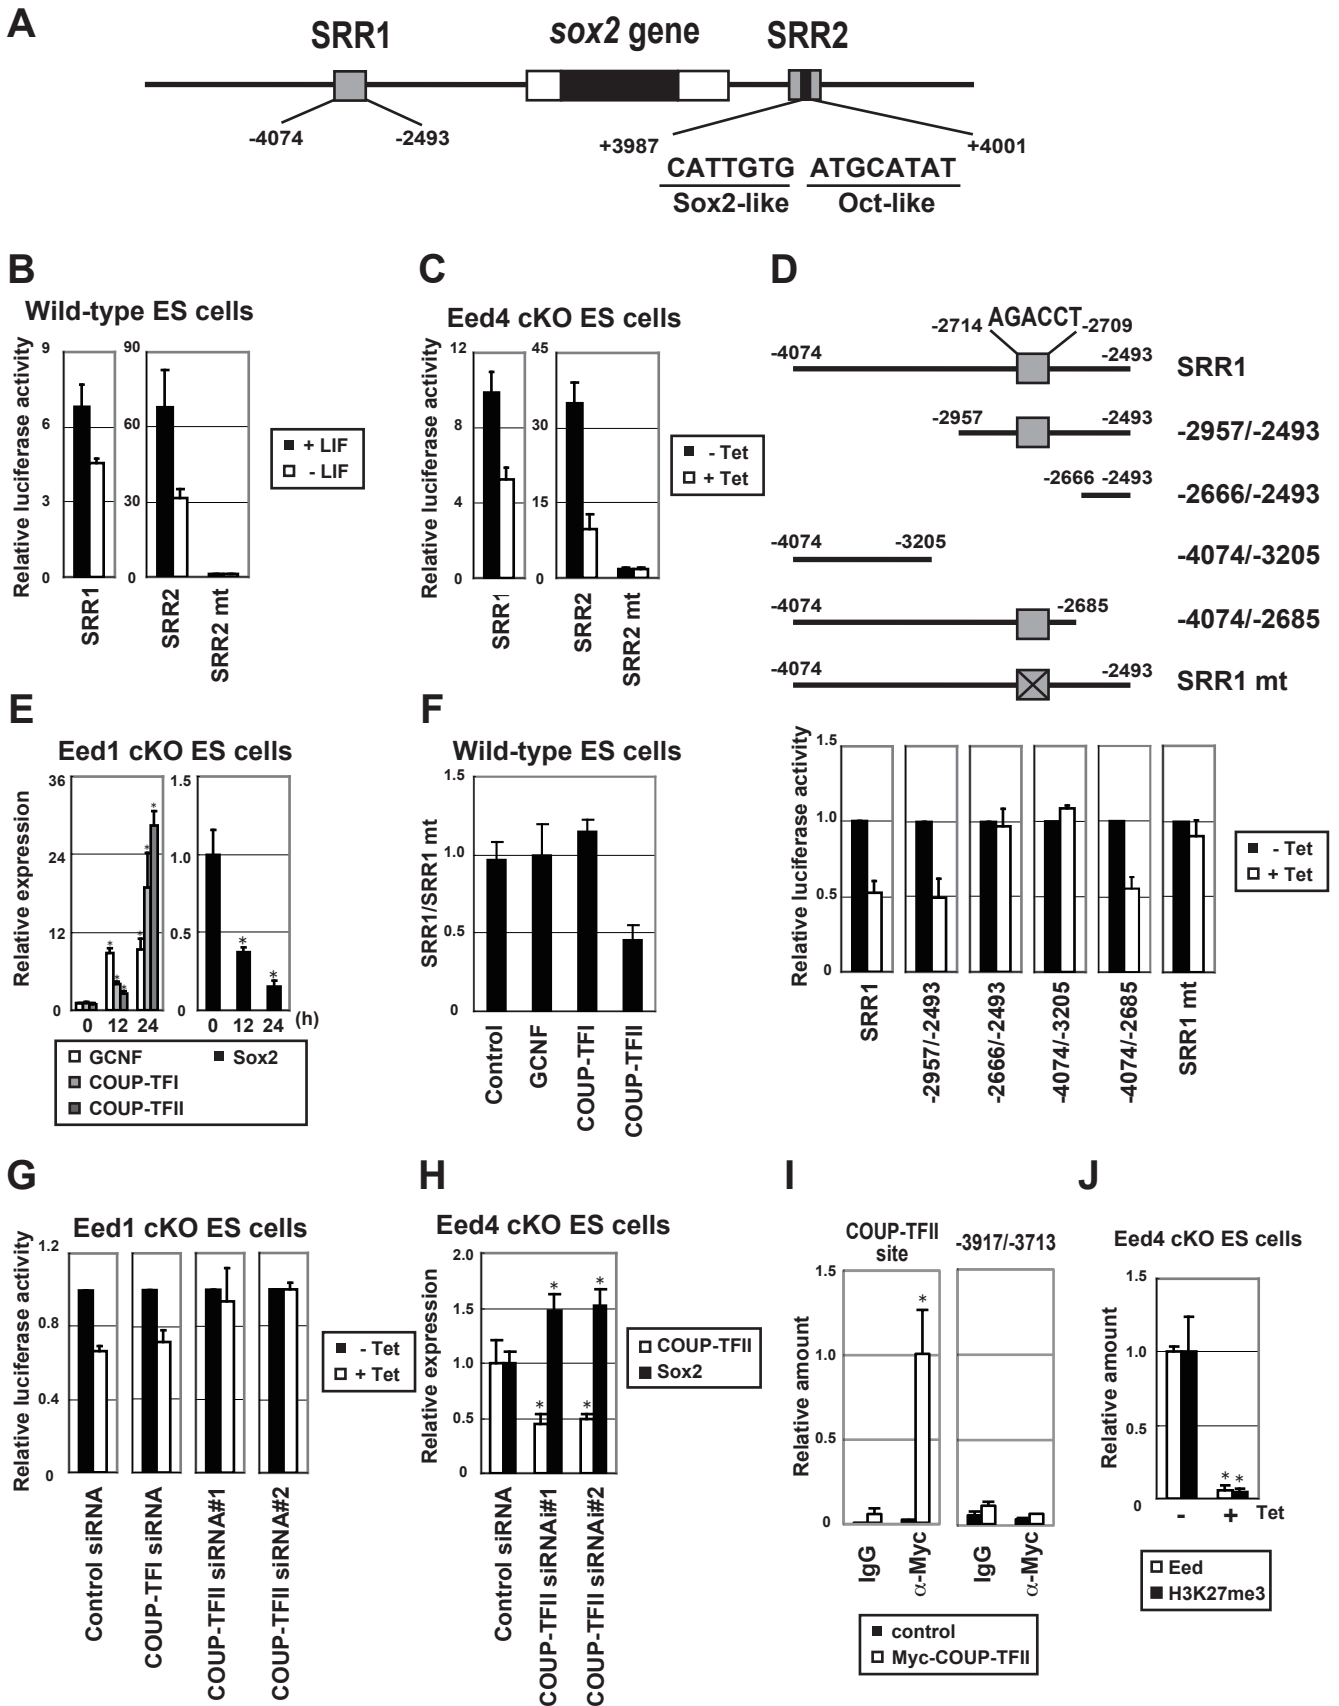 A
SRR1
sox2 gene
SRR2
-4074
-2493
+3987
+4001
CATTGTG ATGCATAT
Sox2-like
Oct-like
B
Wild-type ES cells
Relative luciferase activity
9
6
3
0
90
60
30
0
SRR1
SRR2
SRR2 mt
+ LIF
- LIF
C
Eed4 cKO ES cells
Relative luciferase activity
12
8
4
0
45
30
15
0
SRR1
SRR2
SRR2 mt
- Tet
+ Tet
D
-2714 AGACCT -2709
-4074
-2493
SRR1
-2957
-2493
-2957/-2493
-2666 -2493
-2666/-2493
-4074
-3205
-4074/-3205
-4074
-2685
-4074/-2685
-4074
-2493
SRR1 mt
Relative luciferase activity
1.5
1.0
0.5
0
SRR1
-2957/-2493
-2666/-2493
-4074/-3205
-4074/-2685
SRR1 mt
- Tet
+ Tet
E
Eed1 cKO ES cells
Relative expression
36
24
12
0
* * * * * *
0 12 24
1.5
1.0
0.5
0
* *
0 12 24 (h)
GCNF
Sox2
COUP-TFI
COUP-TFII
F
Wild-type ES cells
SRR1/SRR1 mt
1.5
1.0
0.5
0
Control
GCNF
COUP-TFI
COUP-TFII
G
Eed1 cKO ES cells
Relative luciferase activity
1.2
0.8
0.4
0
Control siRNA
COUP-TFI siRNA
COUP-TFII siRNA#1
COUP-TFII siRNA#2
- Tet
+ Tet
H
Eed4 cKO ES cells
Relative expression
2.0
1.5
1.0
0.5
0
* * * *
Control siRNA
COUP-TFII siRNAi#1
COUP-TFII siRNAi#2
COUP-TFII
Sox2
I
COUP-TFII
site
-3917/-3713
Relative amount
1.5
1.0
0.5
0
*
IgG
α-Myc
IgG
α-Myc
control
Myc-COUP-TFII
J
Eed4 cKO ES cells
Relative amount
1.5
1.0
0.5
0
* *
- + Tet
Eed
H3K27me3